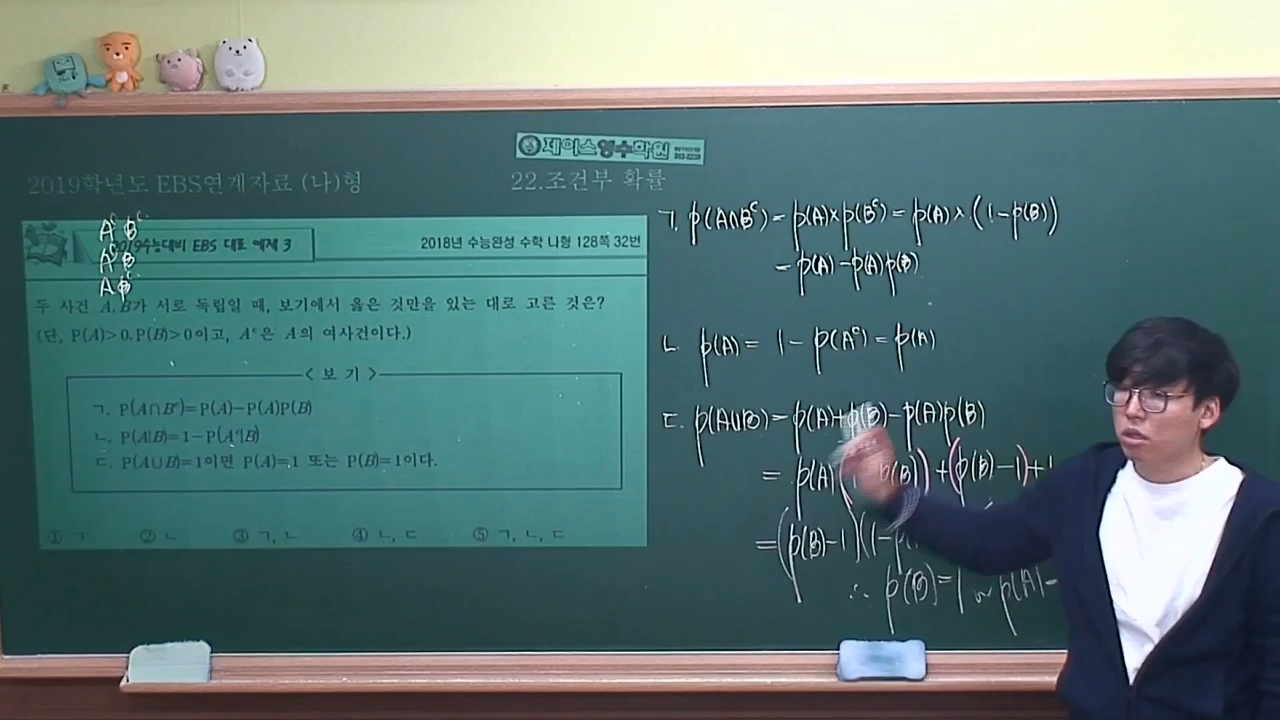 제이스영수학원
2019학년도 EBS연계자료 (나)형
22.조건부 확률
A^c B^c
A^c B
A B^c
2019수능대비 EBS 대표 예제 3
2018년 수능완성 수학 나형 128쪽 32번
두 사건 A, B가 서로 독립일 때, 보기에서 옳은 것만을 있는 대로 고른 것은?
(단, P(A)>0, P(B)>0이고, A^c은 A의 여사건이다.)
< 보 기 >
ㄱ. P(A∩B^c)=P(A)-P(A)P(B)
ㄴ. P(A|B)=1-P(A^c|B)
ㄷ. P(A∪B)=1이면 P(A)=1 또는 P(B)=1이다.
① ㄱ ② ㄴ ③ ㄱ, ㄴ ④ ㄴ, ㄷ ⑤ ㄱ, ㄴ, ㄷ
ㄱ. p(A∩B^c) = p(A)×p(B^c) = p(A)×(1-p(B))
= p(A)-p(A)p(B)
ㄴ p(A) = 1 - p(A^c) = p(A)
ㄷ. p(A∪B) = p(A)+p(B)-p(A)p(B)
= p(A)(1-p(B))+(p(B)-1)+1
=(p(B)-1)(1-p(
∴ p(B)=1 or p(A)=